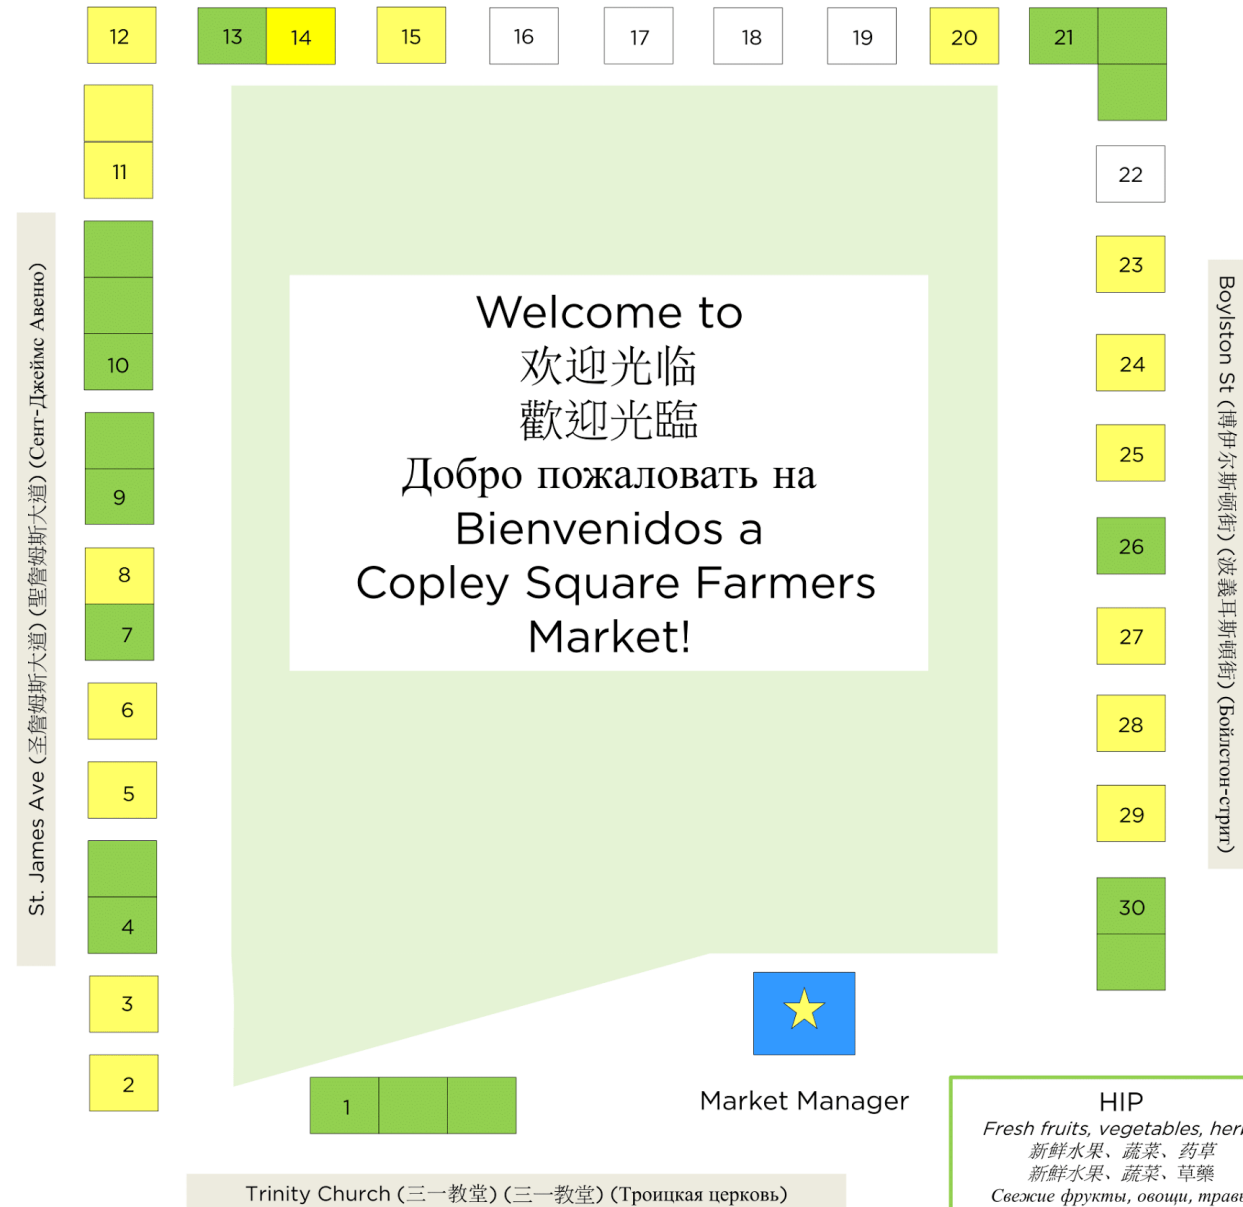 12
13
14
15
16
17
18
19
20
21
11
22
23
10
24
25
9
26
8
7
27
6
28
5
29
4
30
3
2
1
St. James Ave (圣詹姆斯大道) (聖詹姆斯大道) (Сент-Джеймс Авеню)
Welcome to
欢迎光临
歡迎光臨
Добро пожаловать на
Bienvenidos a
Copley Square Farmers
Market!
Boylston St (博伊尔斯顿街) (波義耳斯頓街) (Бойлстон-стрит)
Market Manager
Trinity Church (三一教堂) (三一教堂) (Троицкая церковь)
HIP
Fresh fruits, vegetables,
新鲜水果、蔬菜、药草
新鮮水果、蔬菜、草藥
Свежие фрукты, овощи,